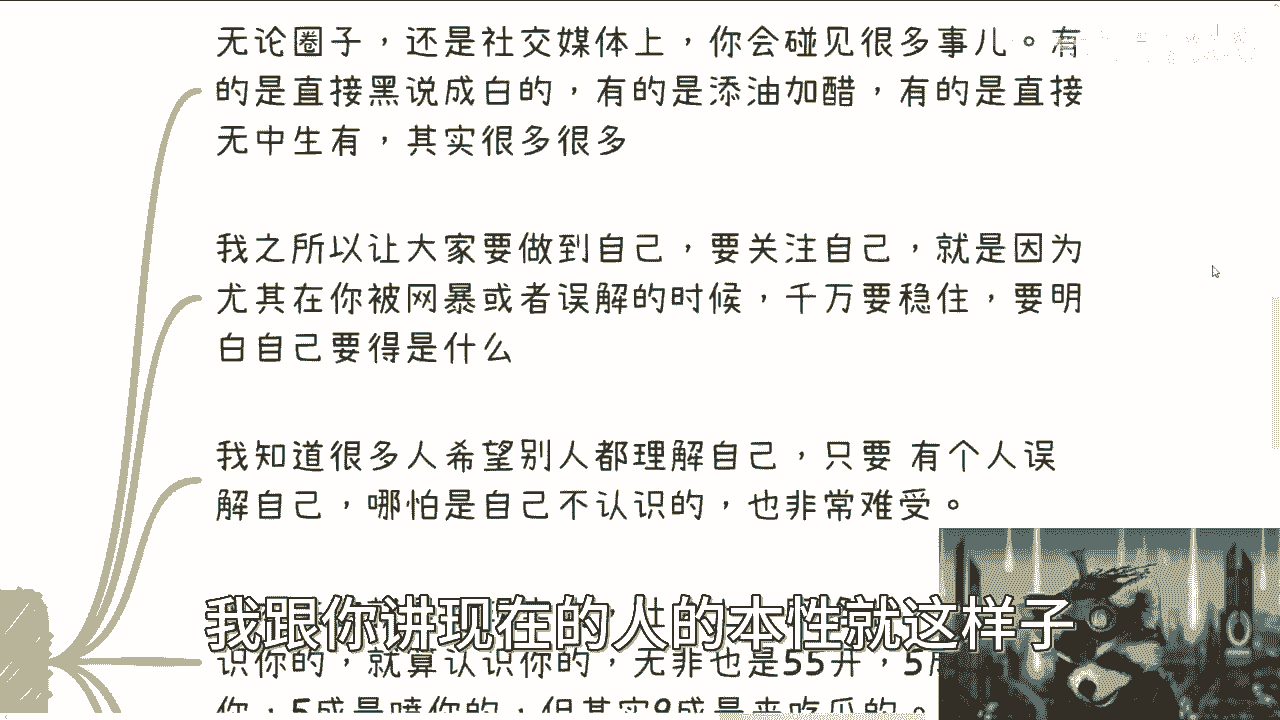 无论圈子，还是社交媒体上，你会碰见很多事儿。有
的是直接黑说成白的，有的是添油加醋，有的是直接
无中生有，其实很多很多
我之所以让大家要做到自己，要关注自己，就是因为
尤其在你被网暴或者误解的时候，千万要稳住，要明
白自己要得是什么
我知道很多人希望别人都理解自己，只要 有个人误
解自己，哪怕是自己不认识的，也非常难受。
我跟你讲现在的人的本性就这样子
识你的，就算认识你的，无非也是55开，5成
你，5成是喷你的，但其实9成是来吃瓜的。